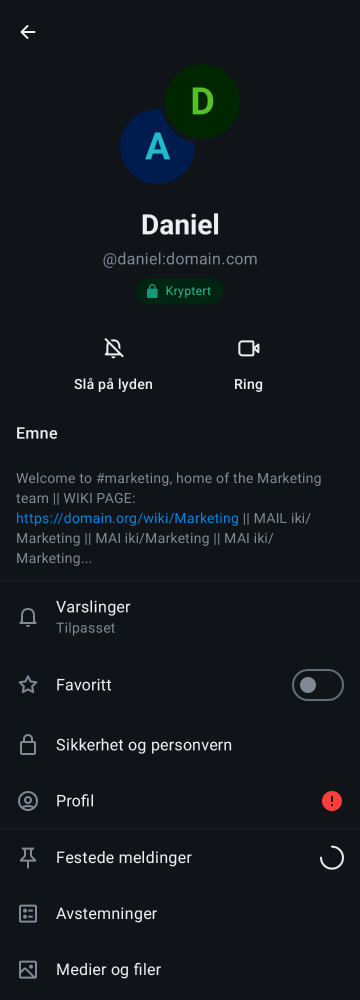 D
A
Daniel
@daniel:domain.com
Kryptert
Slå på lyden
Ring
Emne
Welcome to #marketing, home of the Marketing
team || WIKI PAGE:
https://domain.org/wiki/Marketing || MAIL iki/
Marketing || MAI iki/Marketing || MAI iki/
Marketing...
Varslinger
Tilpasset
Favoritt
Sikkerhet og personvern
Profil
Festede meldinger
Avstemninger
Medier og filer